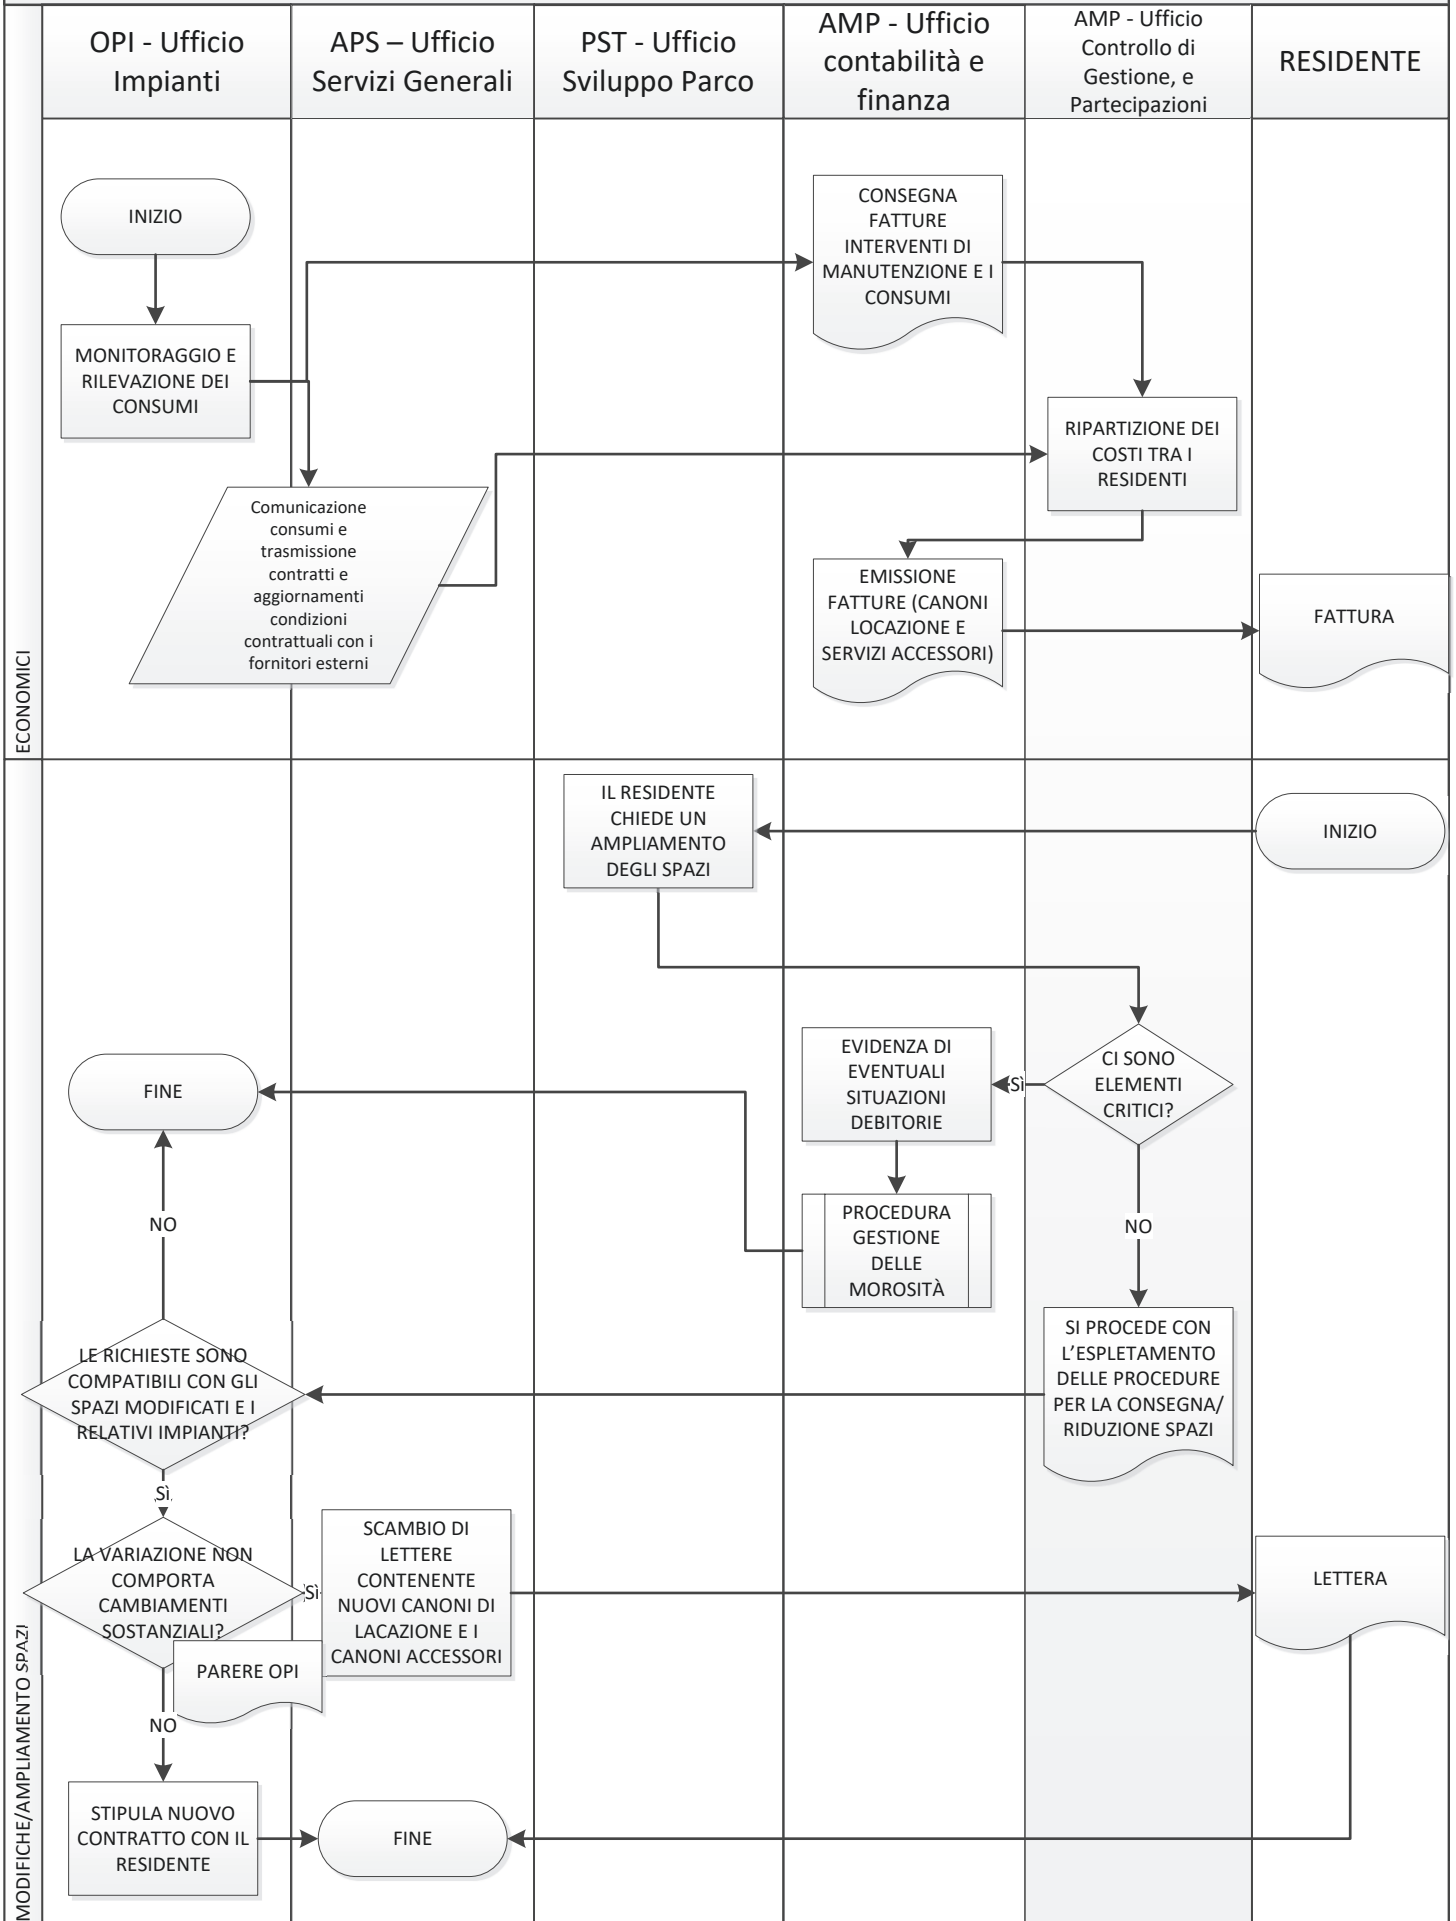 OPI - Ufficio
Impianti
APS – Ufficio
Servizi Generali
PST - Ufficio
Sviluppo Parco
AMP - Ufficio
contabilità e
finanza
AMP - Ufficio
Controllo di
Gestione, e
Partecipazioni
RESIDENTE
ECONOMICI
INIZIO
MONITORAGGIO E
RILEVAZIONE DEI
CONSUMI
Comunicazione
consumi e
trasmissione
contratti e
aggiornamenti
condizioni
contrattuali con i
fornitori esterni
CONSEGNA
FATTURE
INTERVENTI DI
MANUTENZIONE E I
CONSUMI
RIPARTIZIONE DEI
COSTI TRA I
RESIDENTI
EMISSIONE
FATTURE (CANONI
LOCAZIONE E
SERVIZI ACCESSORI)
FATTURA
MODIFICHE/AMPLIAMENTO SPAZI
INIZIO
IL RESIDENTE
CHIEDE UN
AMPLIAMENTO
DEGLI SPAZI
CI SONO
ELEMENTI
CRITICI?
Sì
EVIDENZA DI
EVENTUALI
SITUAZIONI
DEBITORIE
PROCEDURA
GESTIONE
DELLE
MOROSITÀ
FINE
NO
SI PROCEDE CON
L’ESPLETAMENTO
DELLE PROCEDURE
PER LA CONSEGNA/
RIDUZIONE SPAZI
LE RICHIESTE SONO
COMPATIBILI CON GLI
SPAZI MODIFICATI E I
RELATIVI IMPIANTI?
NO
Sì
LA VARIAZIONE NON
COMPORTA
CAMBIAMENTI
SOSTANZIALI?
Sì
PARERE OPI
SCAMBIO DI
LETTERE
CONTENENTE
NUOVI CANONI DI
LACAZIONE E I
CANONI ACCESSORI
LETTERA
NO
STIPULA NUOVO
CONTRATTO CON IL
RESIDENTE
FINE